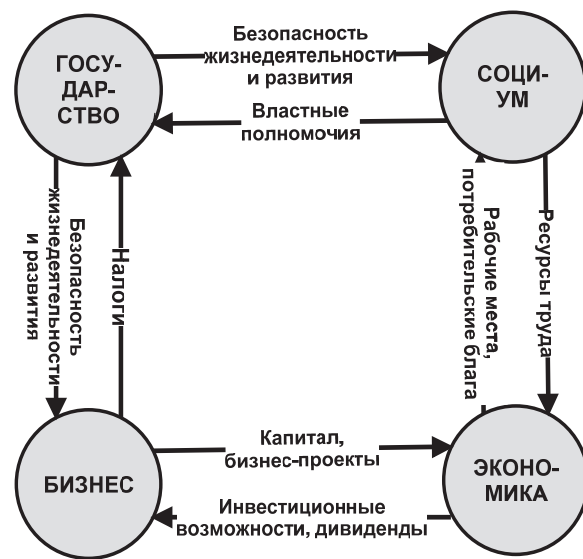 ГОСУ-
ДАР-
СТВО
Безопасность
жизнедеятельности
и развития
СОЦИ-
УМ
Властные
полномочия
Безопасность
жизнедеятельности
и развития
Налоги
Рабочие места,
потребительские блага
Ресурсы труда
БИЗНЕС
Капитал,
бизнес-проекты
ЭКОНО-
МИКА
Инвестиционные
возможности, дивиденды